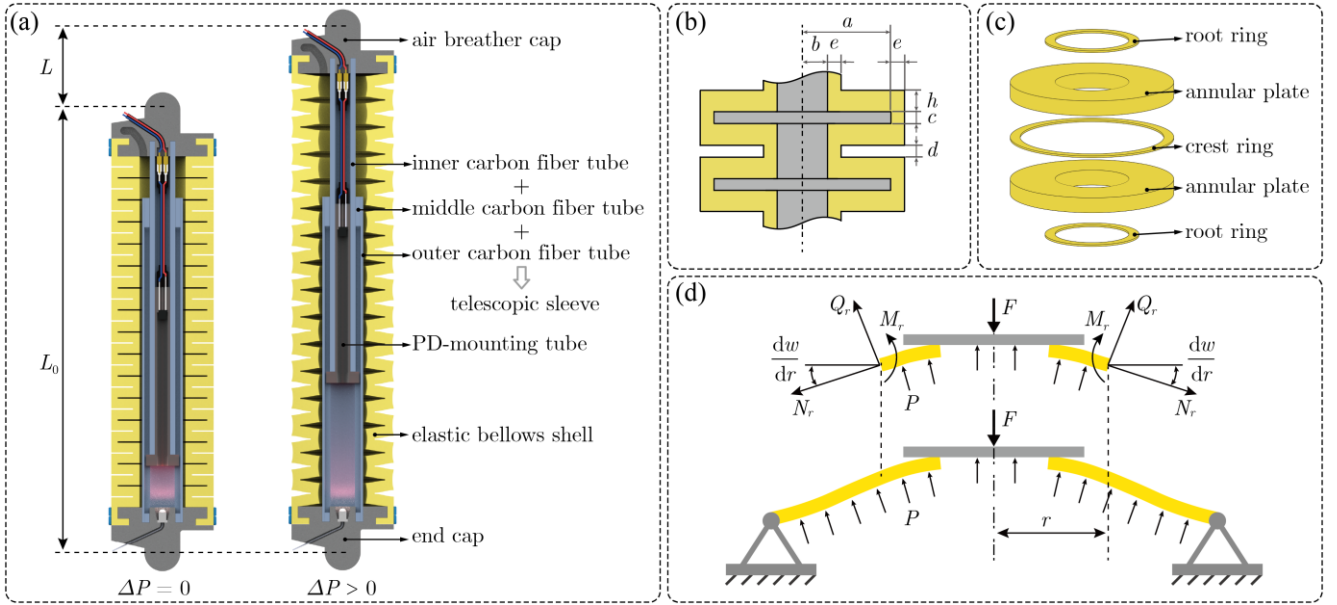 (a)
L
L₀
air breather cap
inner carbon fiber tube
+
middle carbon fiber tube
+
outer carbon fiber tube
telescopic sleeve
PD-mounting tube
elastic bellows shell
end cap
ΔP = 0
ΔP > 0
(b)
a
b
e
e
h
c
d
(c)
root ring
annular plate
crest ring
annular plate
root ring
(d)
Qᵣ
Mᵣ
F
Mᵣ
Qᵣ
dw
dr
dw
dr
Nᵣ
P
Nᵣ
F
P
r